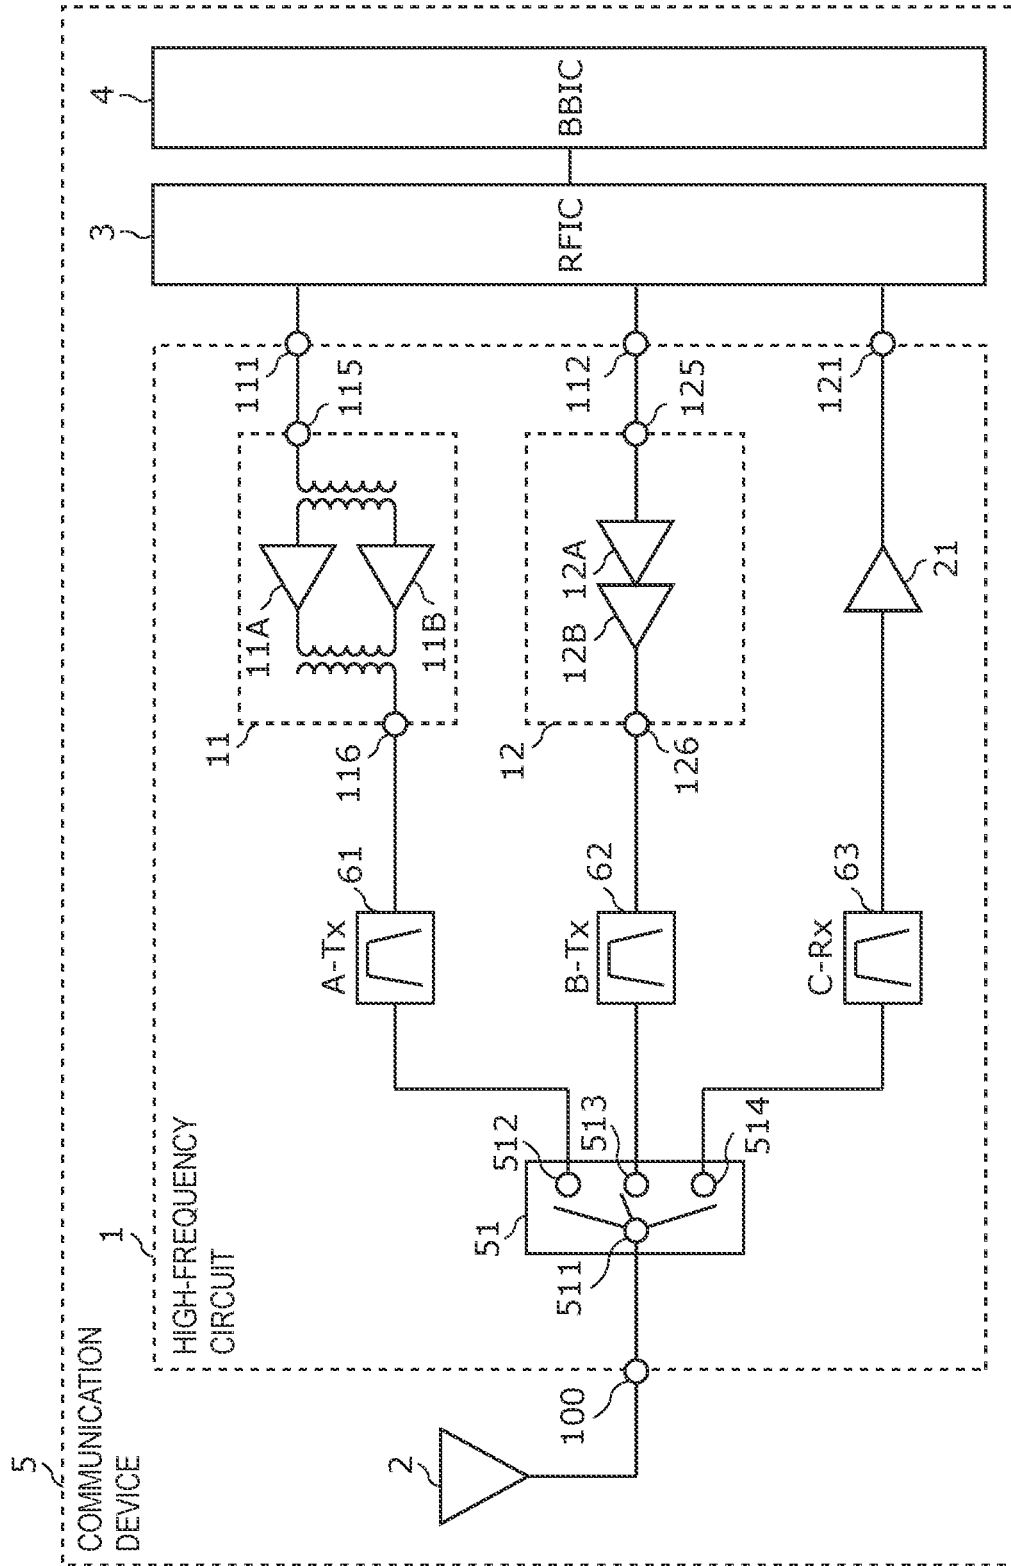 5
COMMUNICATION
DEVICE
1
HIGH-FREQUENCY
CIRCUIT
2
100
51
511
512
513
514
A-Tx
61
B-Tx
62
C-Rx
63
11
116
11A
11B
115
111
12
126
12B
12A
125
112
21
121
3
RFIC
4
BBIC